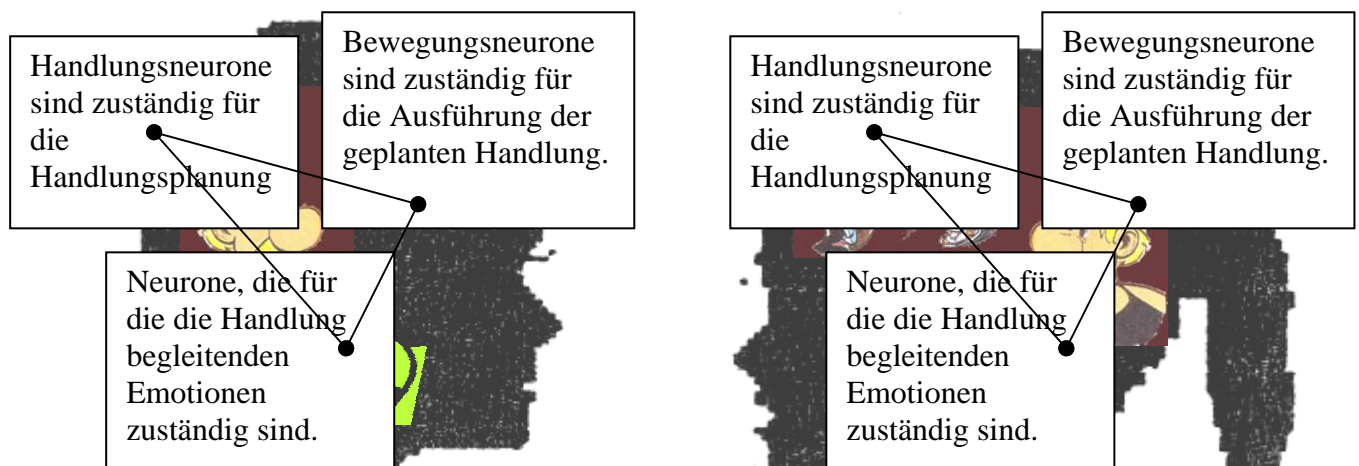 Handlungsneurone
sind zuständig für
die
Handlungsplanung
Bewegungsneurone
sind zuständig für
die Ausführung der
geplanten Handlung.
Neurone, die für
die die Handlung
begleitenden
Emotionen
zuständig sind.
Handlungsneurone
sind zuständig für
die
Handlungsplanung
Bewegungsneurone
sind zuständig für
die Ausführung der
geplanten Handlung.
Neurone, die für
die die Handlung
begleitenden
Emotionen
zuständig sind.